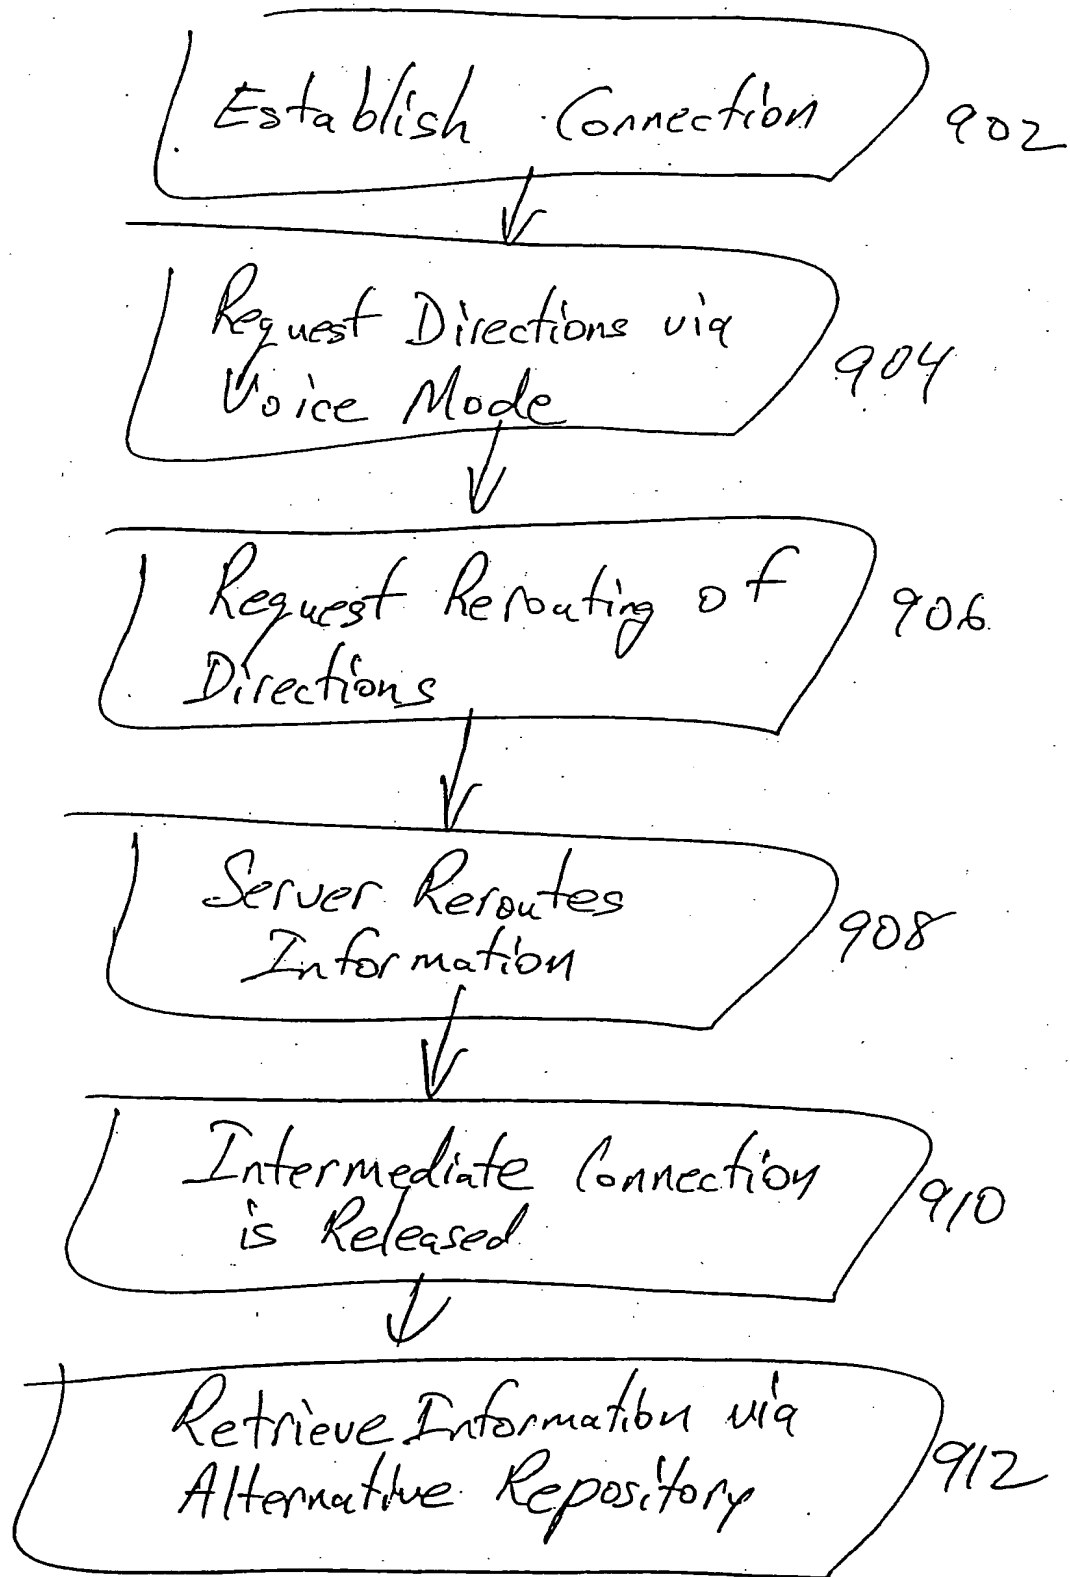 Establish Connection 902
Request Directions via
Voice Mode 904
Request Rerouting of
Directions 906
Server Reroutes
Information 908
Intermediate Connection
is Released 910
Retrieve Information via
Alternative Repository 912